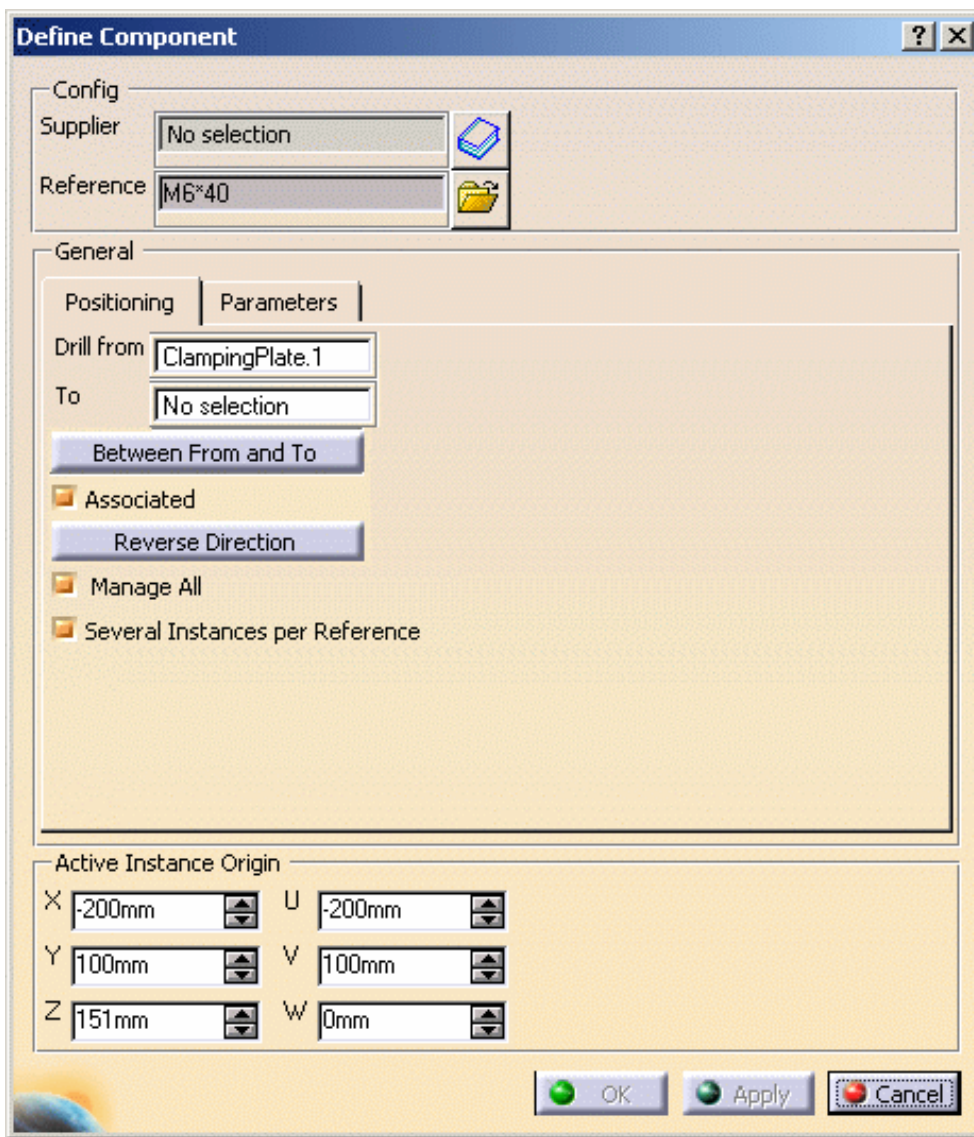 Define Component
Config
Supplier No selection
Reference M6*40
General
Positioning Parameters
Drill from ClampingPlate.1
To No selection
Between From and To
Associated
Reverse Direction
Manage All
Several Instances per Reference
Active Instance Origin
X -200mm U -200mm
Y 100mm V 100mm
Z 151mm W 0mm
OK Apply Cancel